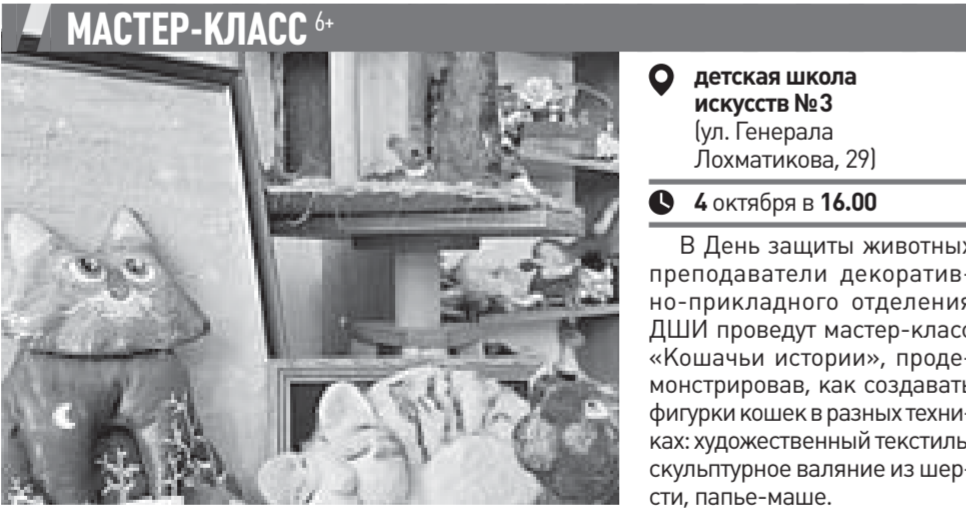 МАСТЕР-КЛАСС 6+
детская школа
искусств №3
(ул. Генерала
Лохматикова, 29)
4 октября в 16.00
В День защиты животных
преподаватели декоратив-
но-прикладного отделения
ДШИ проведут мастер-класс
«Кошачьи истории», проде-
монстрировав, как создавать
фигурки кошек в разных техни-
ках: художественный текстиль,
скульптурное валяние из шер-
сти, папье-маше.